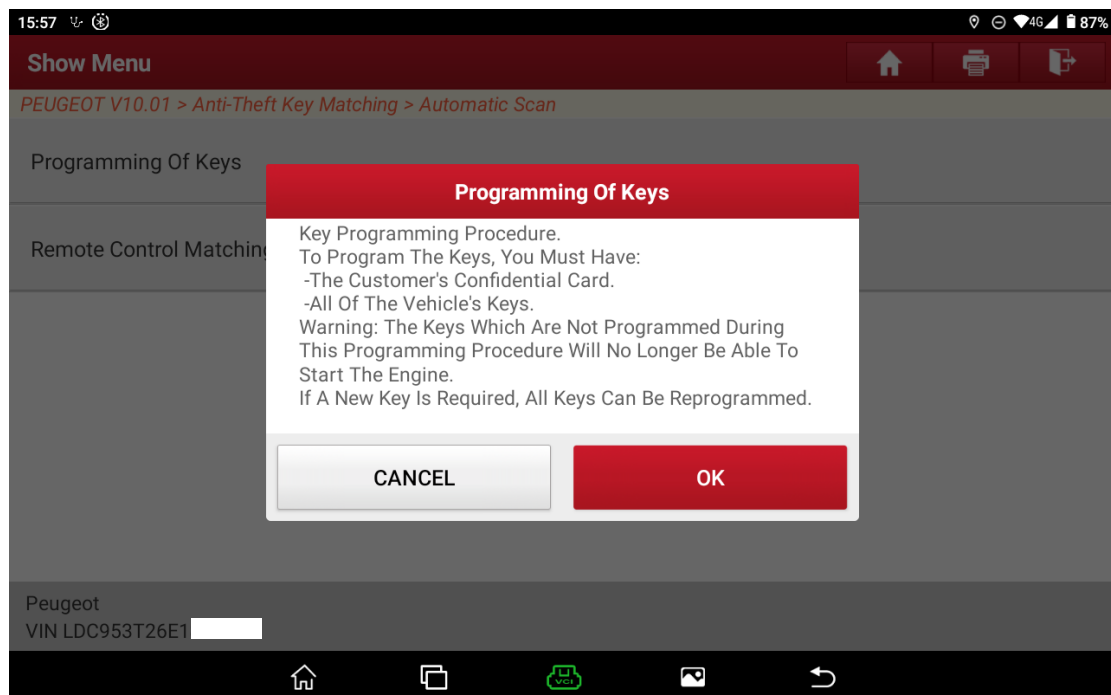 15:57
4G 87%
Show Menu
PEUGEOT V10.01 > Anti-Theft Key Matching > Automatic Scan
Programming Of Keys
Remote Control Matching
Programming Of Keys
Key Programming Procedure.
To Program The Keys, You Must Have:
-The Customer's Confidential Card.
-All Of The Vehicle's Keys.
Warning: The Keys Which Are Not Programmed During
This Programming Procedure Will No Longer Be Able To
Start The Engine.
If A New Key Is Required, All Keys Can Be Reprogrammed.
CANCEL
OK
Peugeot
VIN LDC953T26E1
VCI